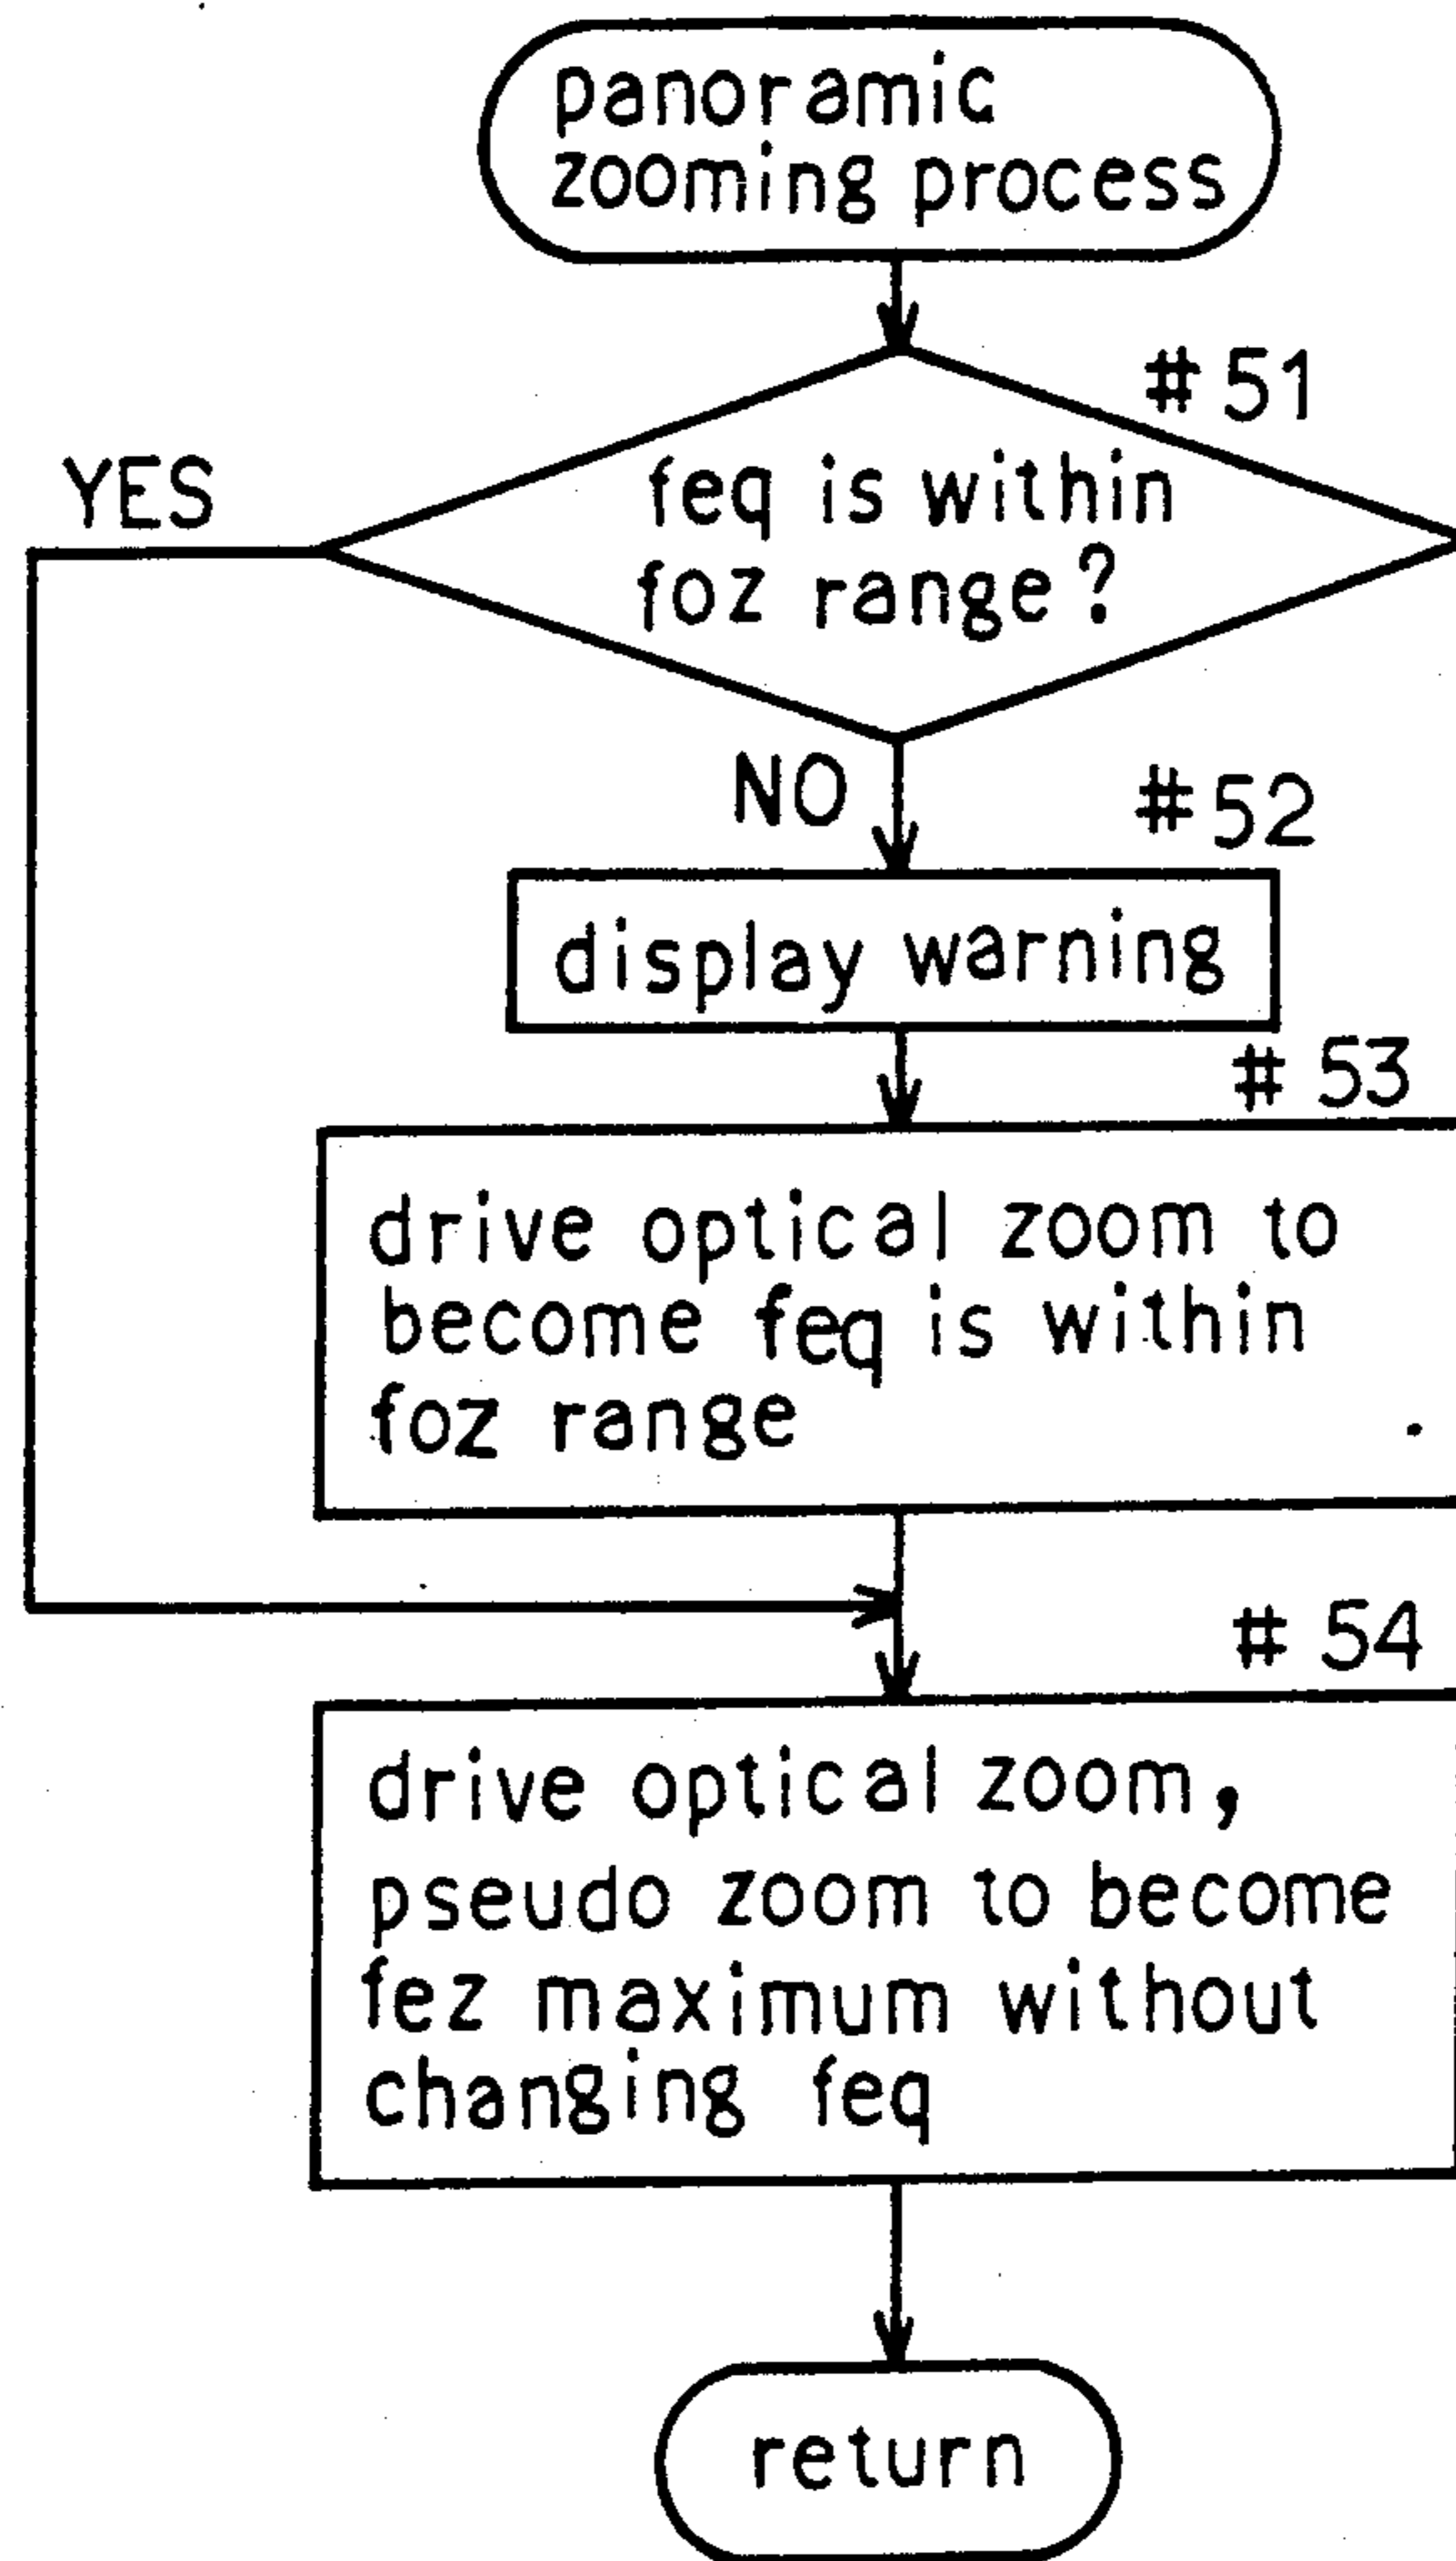 panoramic
zooming process
# 51
YES
feq is within
foz range?
NO
#52
display warning
# 53
drive optical zoom to
become feq is within
foz range
# 54
drive optical zoom,
pseudo zoom to become
fez maximum without
changing feq
return